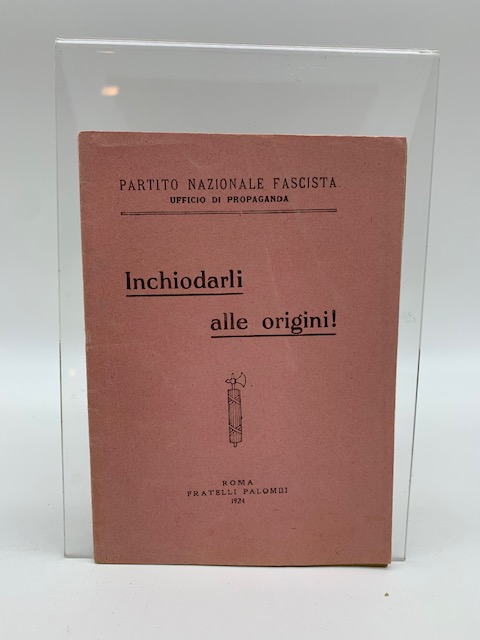 PARTITO NAZIONALE FASCISTA
UFFICIO DI PROPAGANDA
Inchiodarli
alle origini!
ROMA
FRATELLI PALOMBI
1924